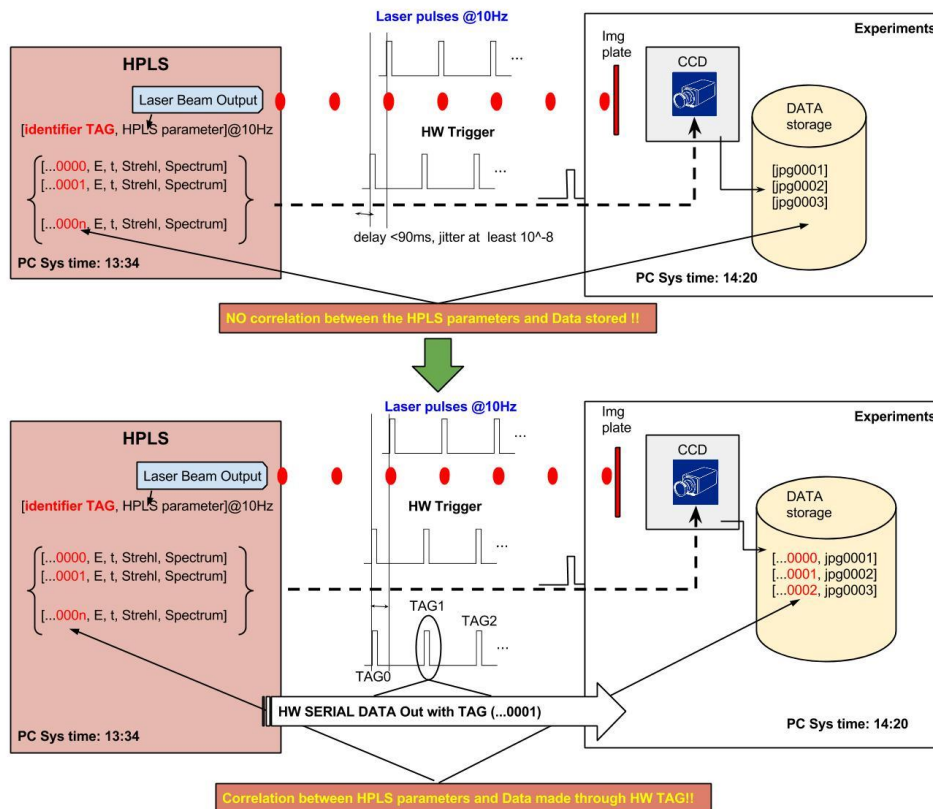 Laser pulses @10Hz
Experiments
HPLS
Img
plate
CCD
Laser Beam Output
DATA
storage
...
[identifier TAG, HPLS parameter]@10Hz
HW Trigger
[...0000, E, t, Strehl, Spectrum]
[...0001, E, t, Strehl, Spectrum]
[...000n, E, t, Strehl, Spectrum]
...
[jpg0001]
[jpg0002]
[jpg0003]
delay <90ms, jitter at least 10^-8
PC Sys time: 13:34
PC Sys time: 14:20
NO correlation between the HPLS parameters and Data stored !!
Laser pulses @10Hz
Experiments
HPLS
Img
plate
CCD
Laser Beam Output
DATA
storage
...
[identifier TAG, HPLS parameter]@10Hz
HW Trigger
[...0000, E, t, Strehl, Spectrum]
[...0001, E, t, Strehl, Spectrum]
[...000n, E, t, Strehl, Spectrum]
...
[...0000, jpg0001]
[...0001, jpg0002]
[...0002, jpg0003]
TAG1
TAG2
...
TAG0
HW SERIAL DATA Out with TAG (...0001)
PC Sys time: 13:34
PC Sys time: 14:20
Correlation between HPLS parameters and Data made through HW TAG!!